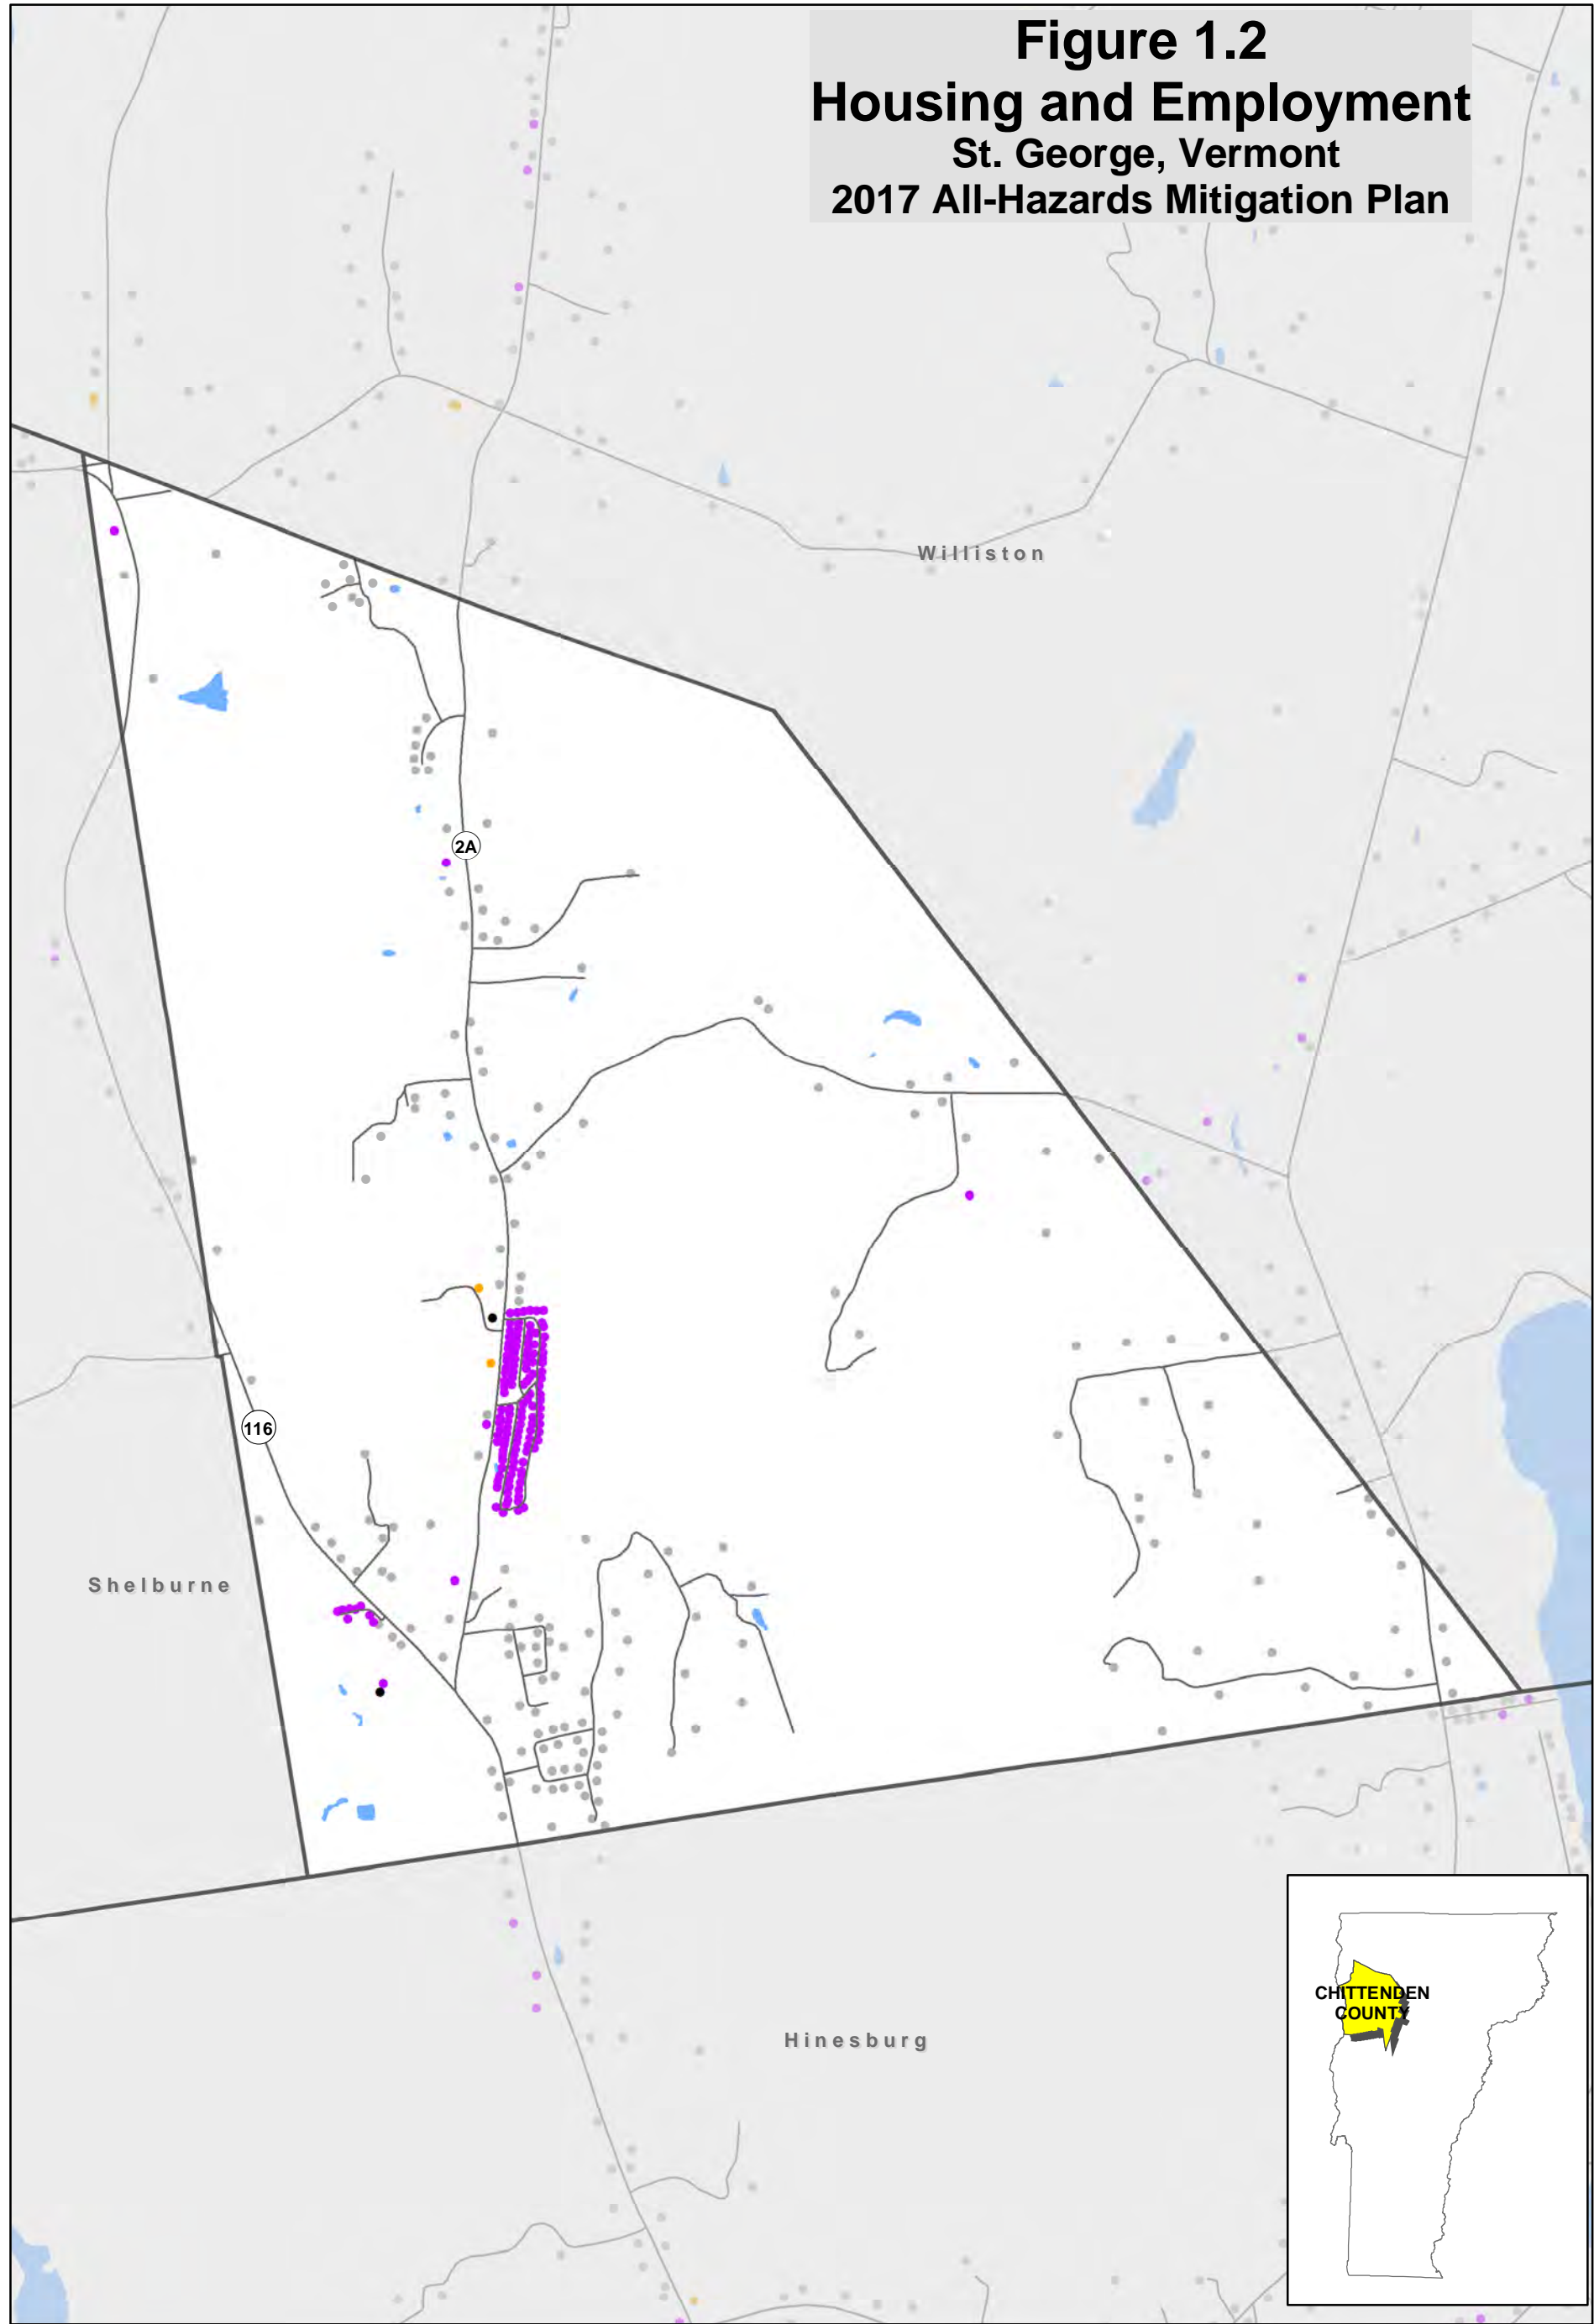 Figure 1.2
Housing and Employment
St. George, Vermont
2017 All-Hazards Mitigation Plan
Williston
2A
116
Shelburne
CHITTENDEN
COUNTY
Hinesburg